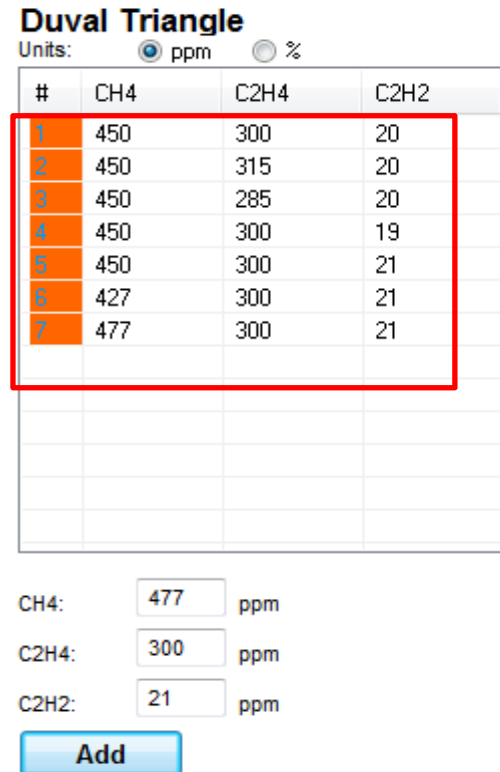 Duval Triangle
Units: ppm %
# CH4 C2H4 C2H2
1 450 300 20
2 450 315 20
3 450 285 20
4 450 300 19
5 450 300 21
6 427 300 21
7 477 300 21
CH4: 477 ppm
C2H4: 300 ppm
C2H2: 21 ppm
Add